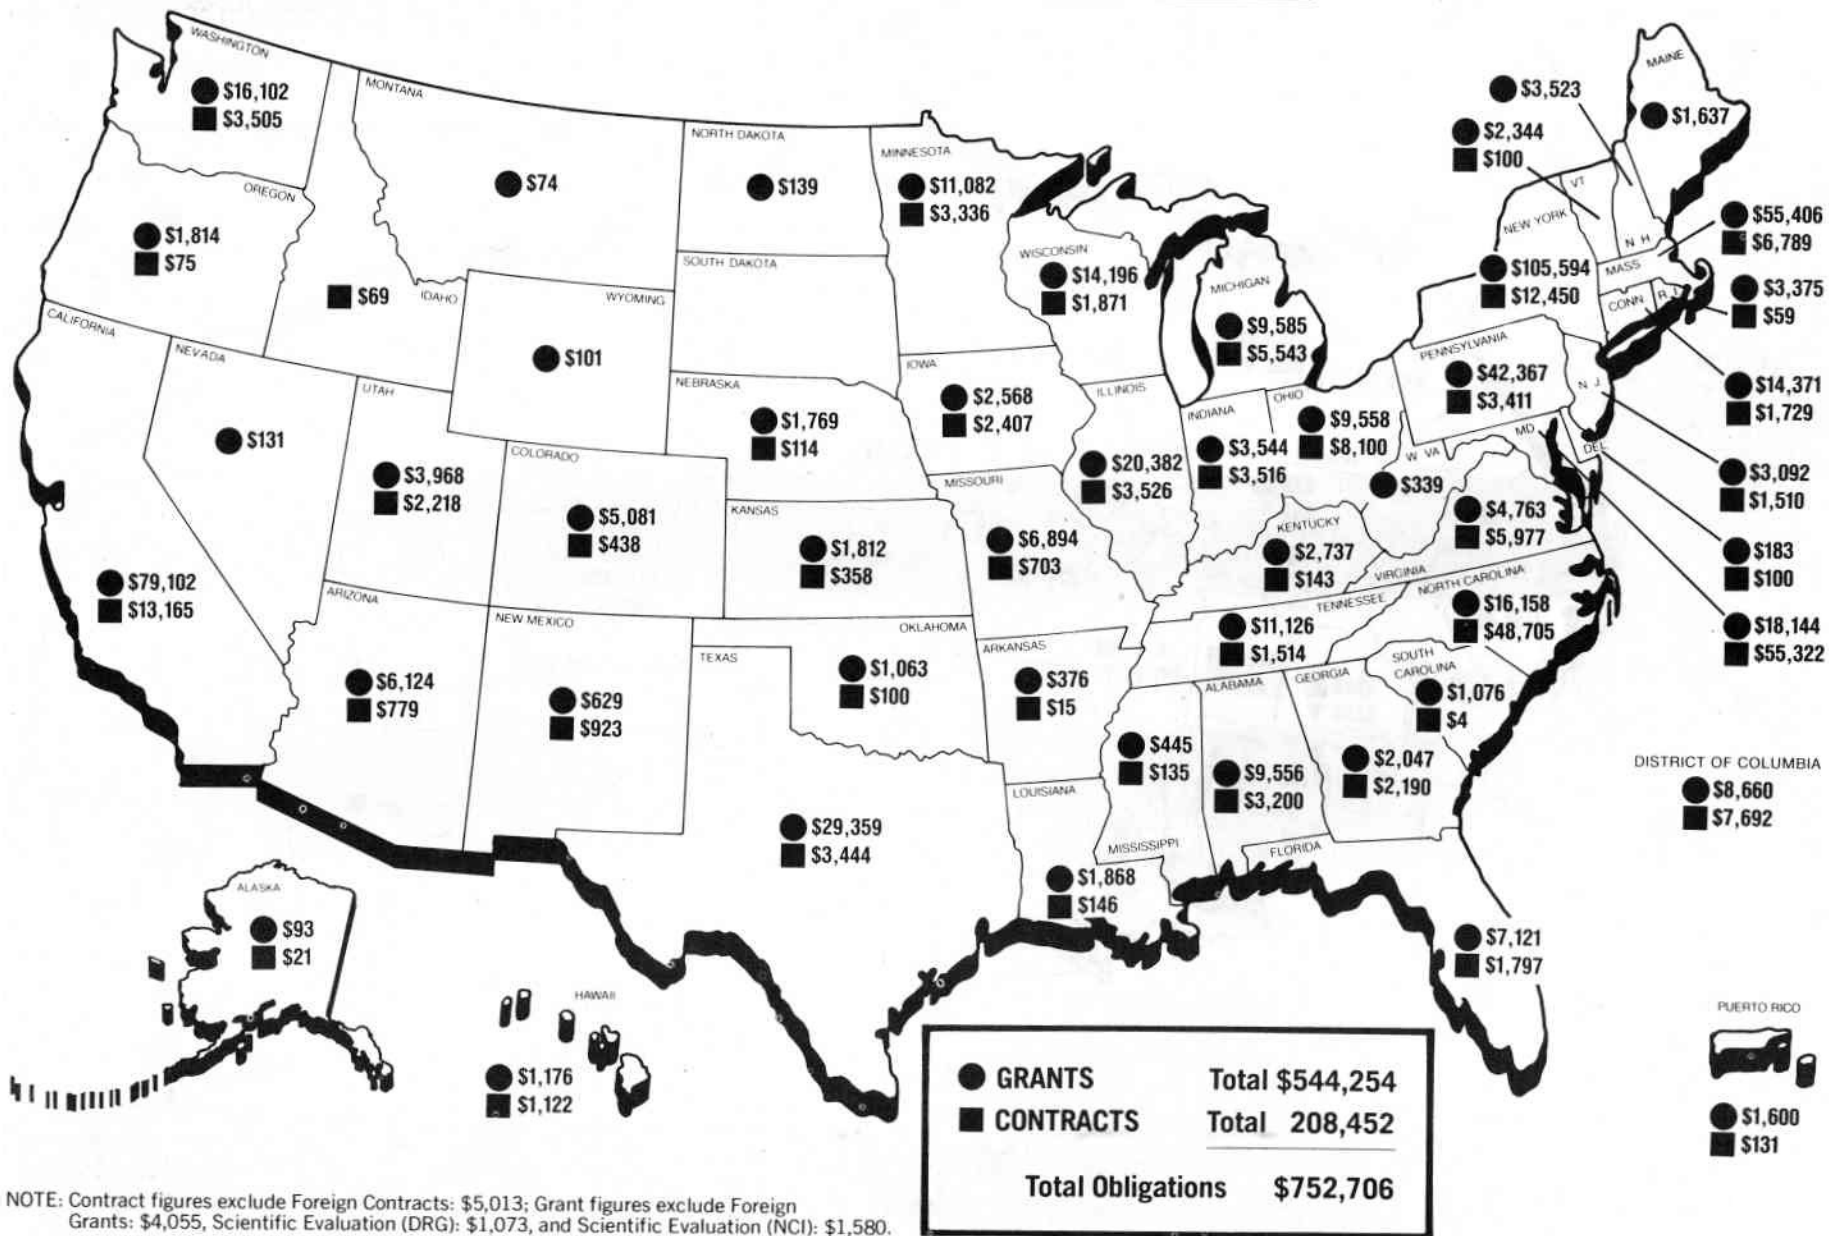 WASHINGTON
$16,102
$3,505
MONTANA
$74
NORTH DAKOTA
$139
MINNESOTA
$11,082
$3,336
$3,523
$2,344
$100
MAINE
$1,637
OREGON
$1,814
$75
$69
IDAHO
WYOMING
$101
SOUTH DAKOTA
WISCONSIN
$14,196
$1,871
MICHIGAN
$9,585
$5,543
VT
NEW YORK
$105,594
$12,450
N H
MASS
$55,406
$6,789
CONN
R I
$3,375
$59
$14,371
$1,729
CALIFORNIA
$79,102
$13,165
NEVADA
$131
UTAH
$3,968
$2,218
COLORADO
$5,081
$438
NEBRASKA
$1,769
$114
IOWA
$2,568
$2,407
ILLINOIS
$20,382
$3,526
INDIANA
$3,544
$3,516
OHIO
$9,558
$8,100
PENNSYLVANIA
$42,367
$3,411
N J
$3,092
$1,510
MD
DEL
$183
$100
$18,144
$55,322
W VA
$339
$4,763
$5,977
VIRGINIA
KANSAS
$1,812
$358
MISSOURI
$6,894
$703
KENTUCKY
$2,737
$143
TENNESSEE
$11,126
$1,514
NORTH CAROLINA
$16,158
$48,705
ARIZONA
$6,124
$779
NEW MEXICO
$629
$923
TEXAS
$29,359
$3,444
OKLAHOMA
$1,063
$100
ARKANSAS
$376
$15
SOUTH
CAROLINA
$1,076
$4
ALABAMA
$9,556
$3,200
GEORGIA
$2,047
$2,190
$445
$135
MISSISSIPPI
LOUISIANA
$1,868
$146
FLORIDA
$7,121
$1,797
DISTRICT OF COLUMBIA
$8,660
$7,692
ALASKA
$93
$21
HAWAII
$1,176
$1,122
PUERTO RICO
$1,600
$131
GRANTS Total $544,254
CONTRACTS Total 208,452
Total Obligations $752,706
NOTE: Contract figures exclude Foreign Contracts: $5,013; Grant figures exclude Foreign
Grants: $4,055, Scientific Evaluation (DRG): $1,073, and Scientific Evaluation (NCI): $1,580.